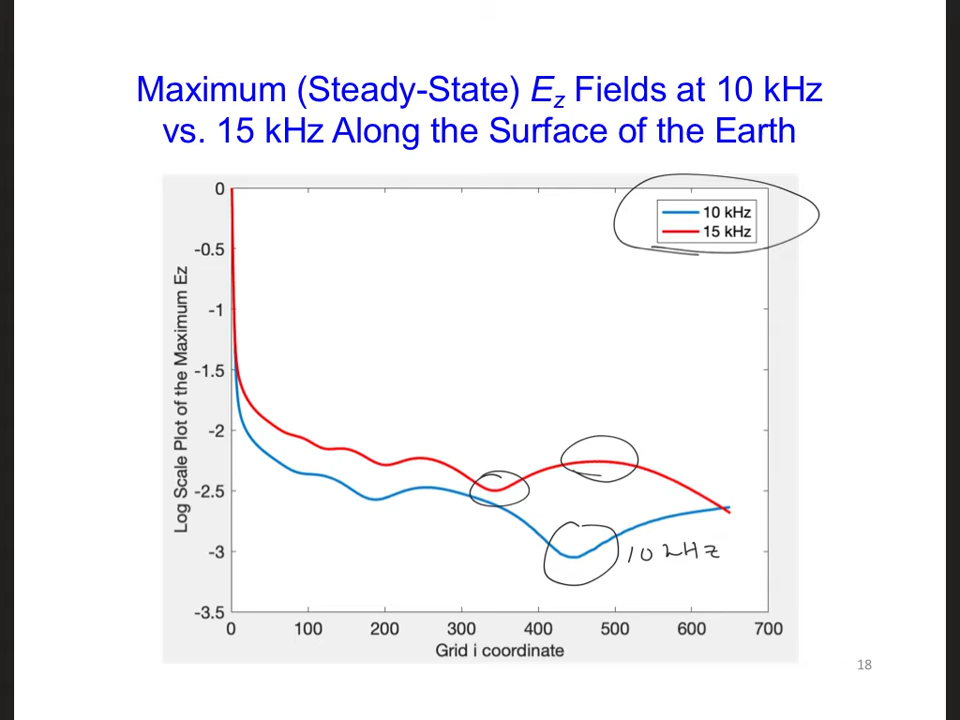 Maximum (Steady-State) Ez Fields at 10 kHz
vs. 15 kHz Along the Surface of the Earth
10 kHz
15 kHz
0
-0.5
-1
-1.5
-2
-2.5
-3
-3.5
Log Scale Plot of the Maximum Ez
10 kHz
0 100 200 300 400 500 600 700
Grid i coordinate
18